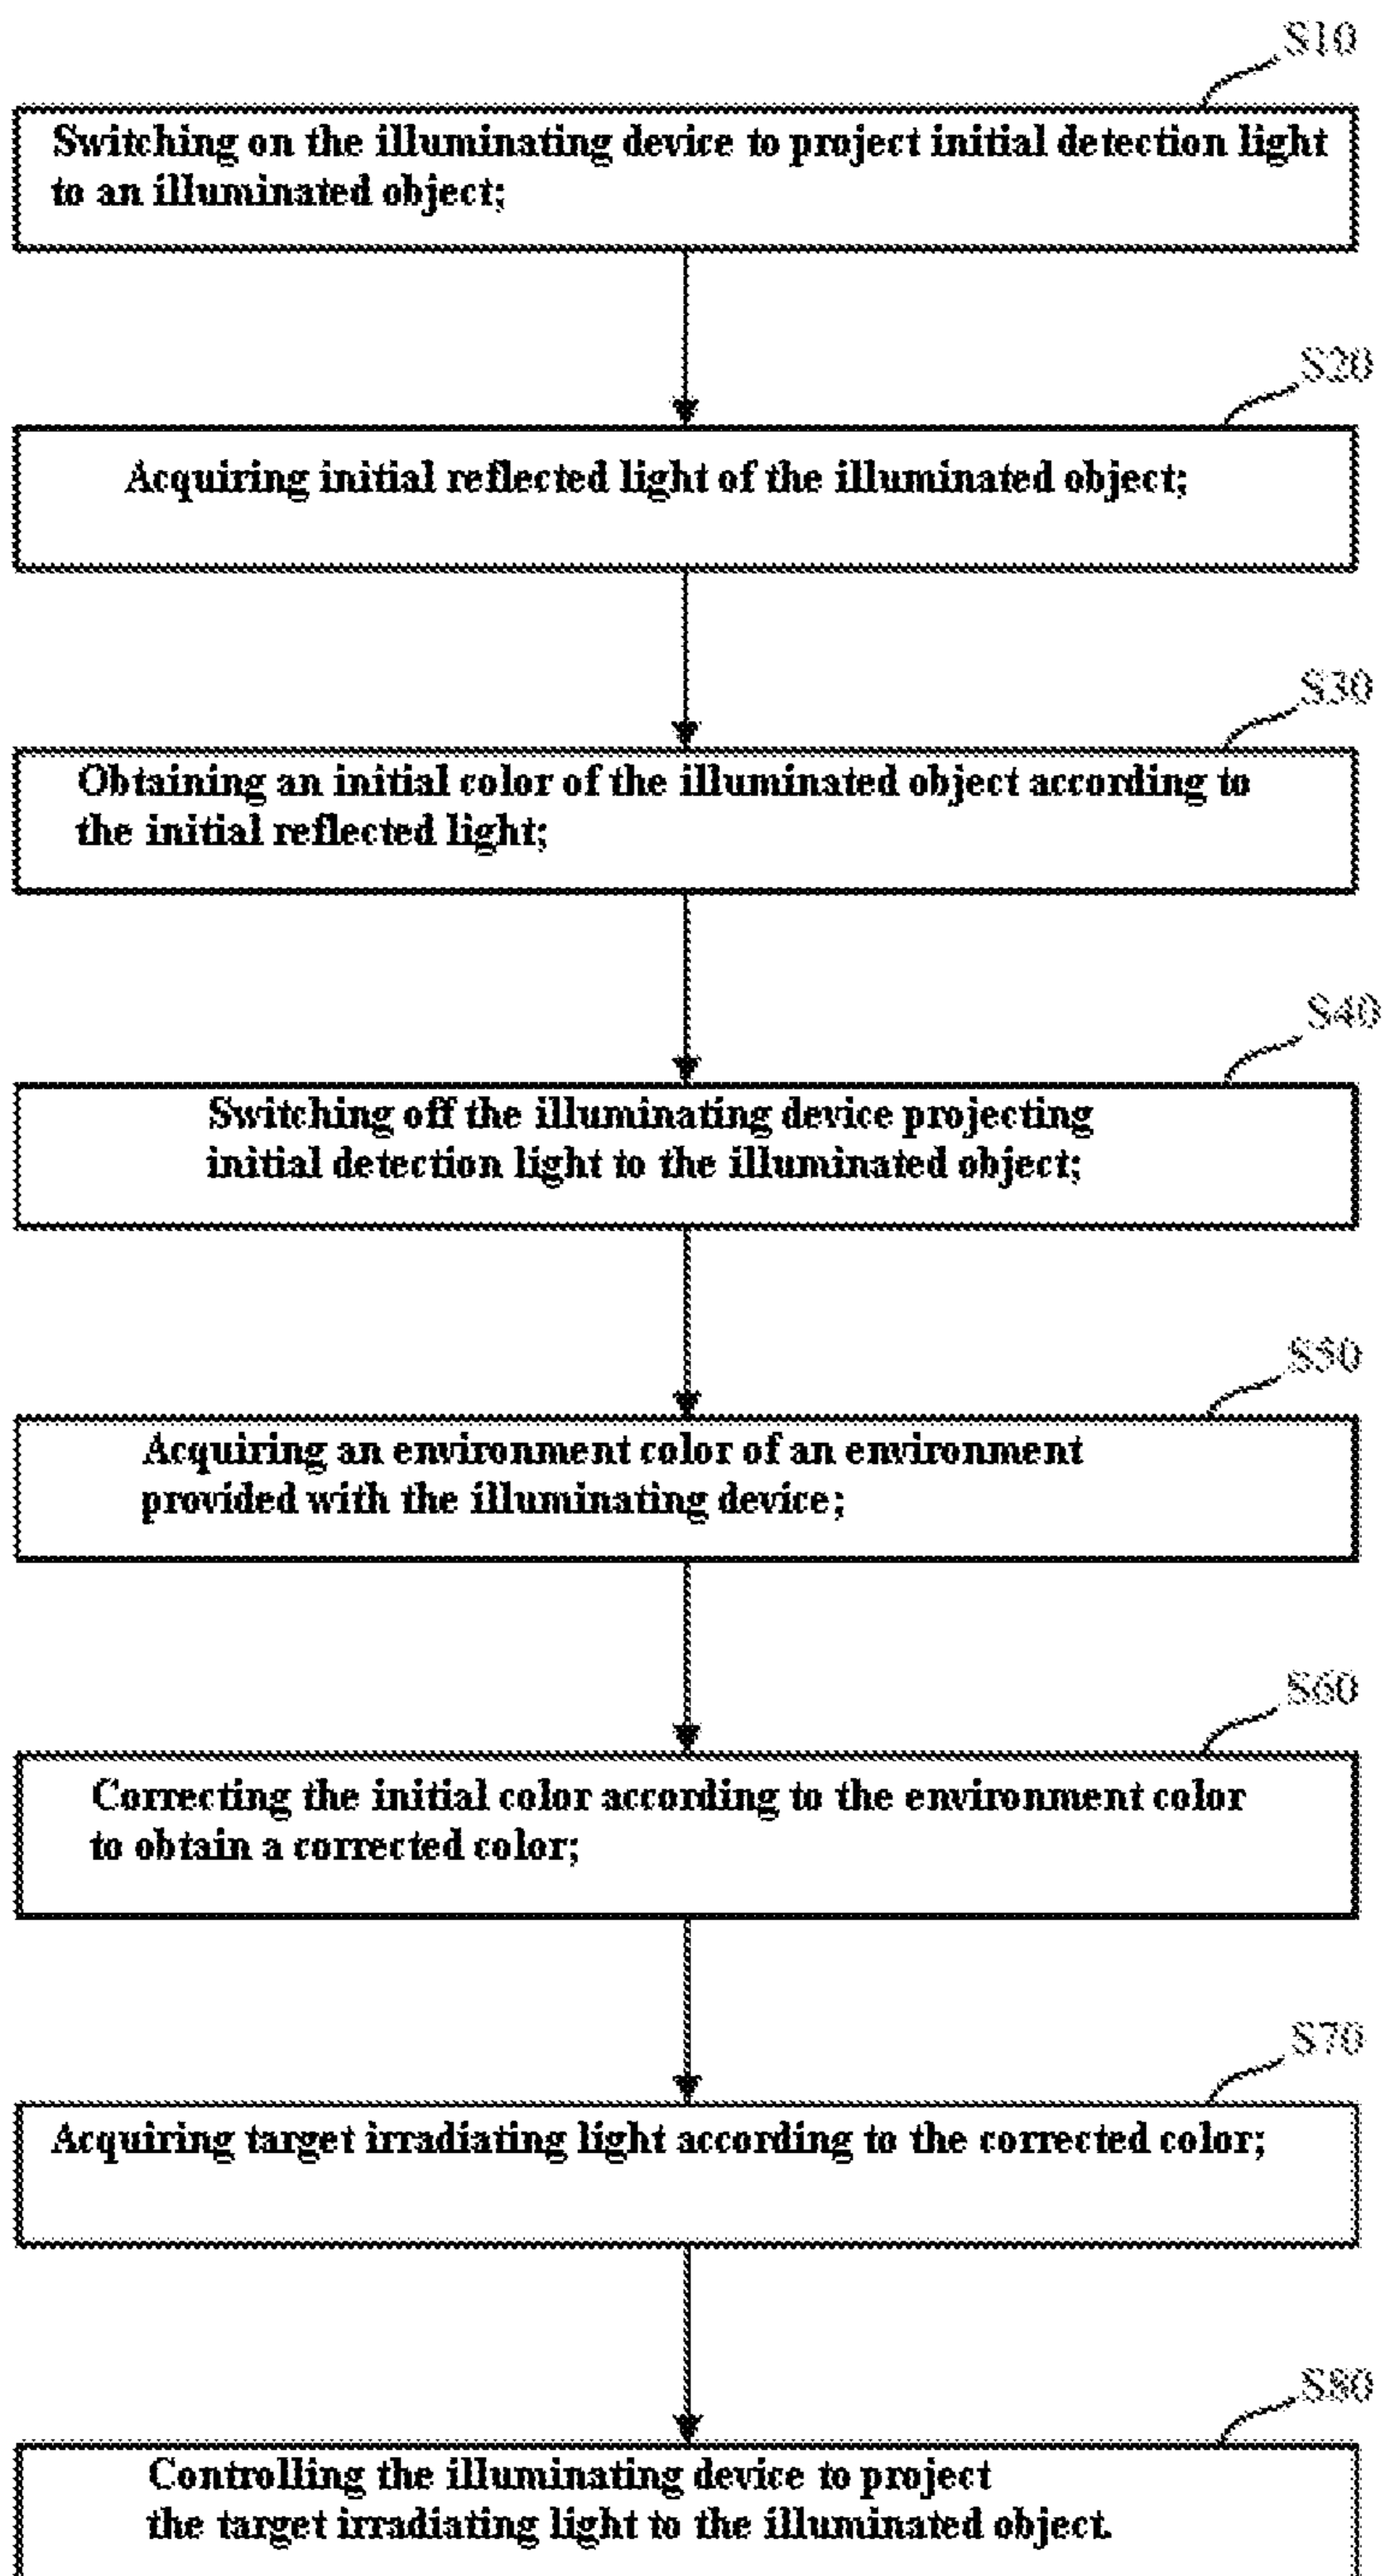 S10
Switching on the illuminating device to project initial detection light
to an illuminated object;
S20
Acquiring initial reflected light of the illuminated object;
S30
Obtaining an initial color of the illuminated object according to
the initial reflected light;
S40
Switching off the illuminating device projecting
initial detection light to the illuminated object;
S50
Acquiring an environment color of an environment
provided with the illuminating device;
S60
Correcting the initial color according to the environment color
to obtain a corrected color;
S70
Acquiring target irradiating light according to the corrected color;
S80
Controlling the illuminating device to project
the target irradiating light to the illuminated object.